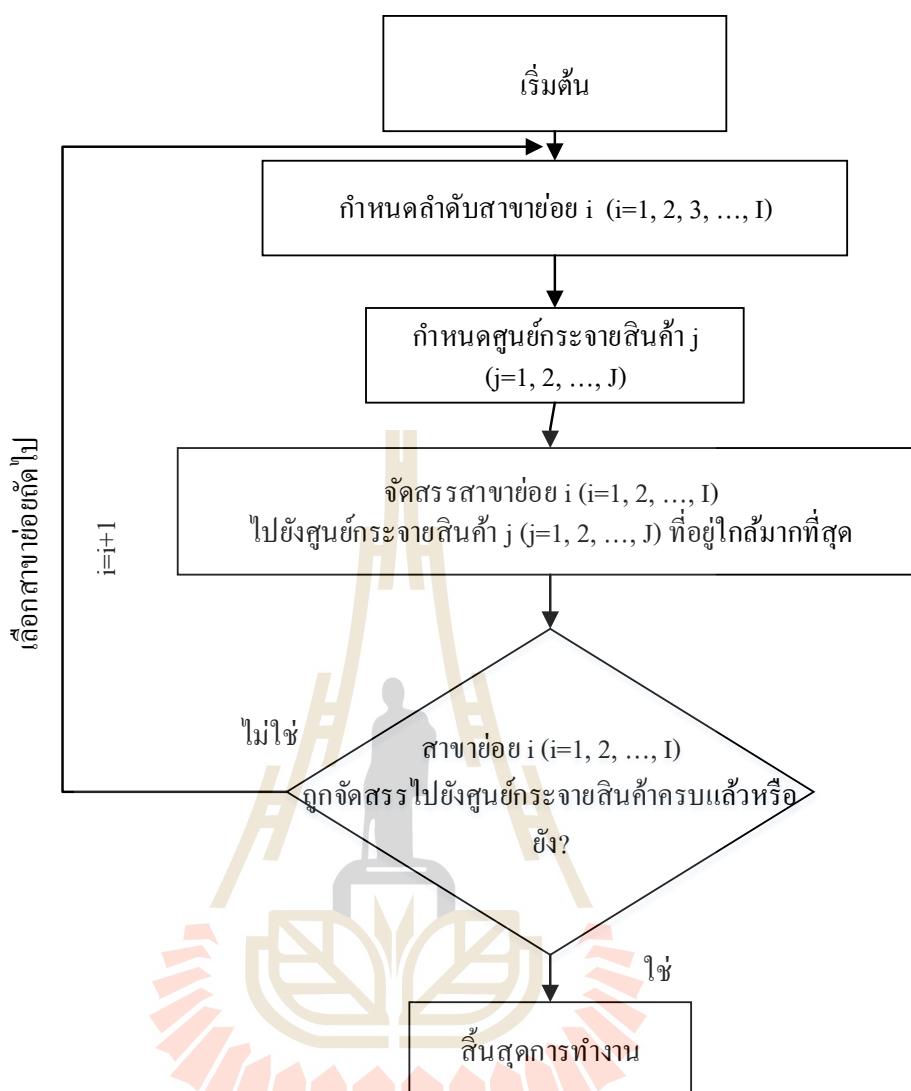 เริ่มต้น
กำหนดลำดับสาขาย่อย i (i=1, 2, 3, …, I)
กำหนดศูนย์กระจายสินค้า j
(j=1, 2, …, J)
จัดสรรสาขาย่อย i (i=1, 2, …, I)
ไปยังศูนย์กระจายสินค้า j (j=1, 2, …, J) ที่อยู่ใกล้มากที่สุด
เลือกสาขาย่อยถัดไป
i=i+1
ไม่ใช่
สาขาย่อย i (i=1, 2, …, I)
ถูกจัดสรรไปยังศูนย์กระจายสินค้าครบแล้วหรือ
ยัง?
ใช่
สิ้นสุดการทำงาน